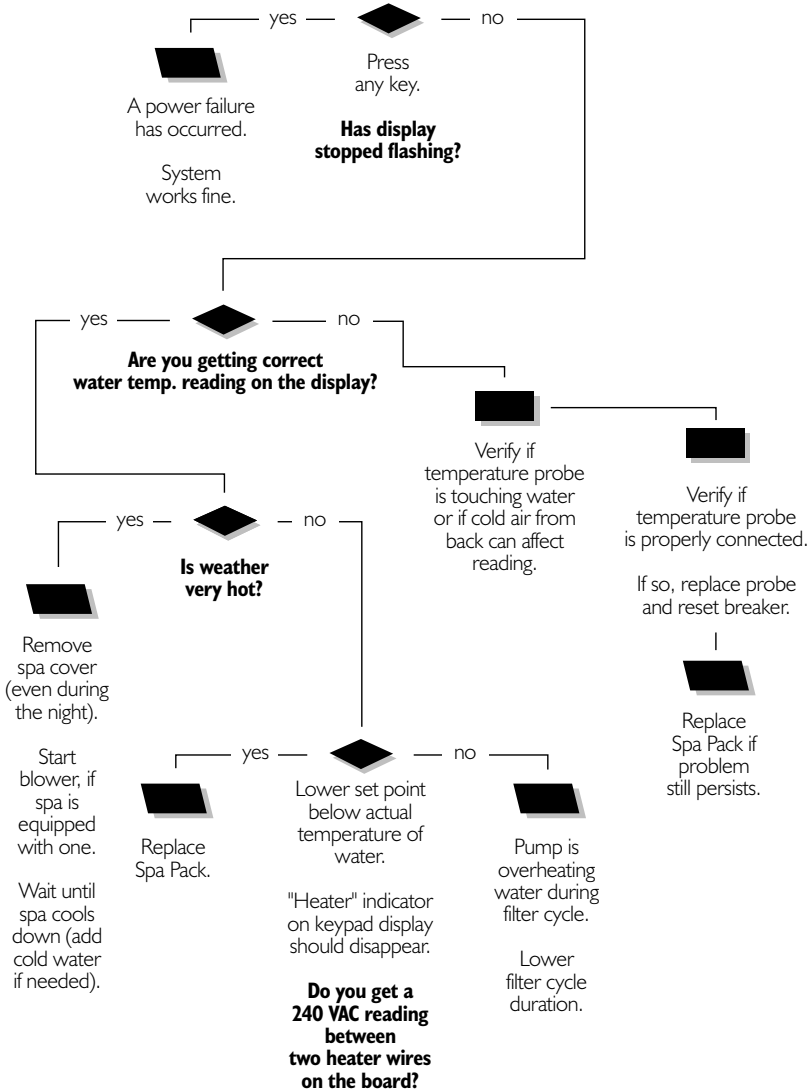 yes
no
Press
any key.
Has display
stopped flashing?
A power failure
has occurred.
System
works fine.
yes
no
Are you getting correct
water temp. reading on the display?
Verify if
temperature probe
is touching water
or if cold air from
back can affect
reading.
Verify if
temperature probe
is properly connected.
If so, replace probe
and reset breaker.
Replace
Spa Pack if
problem
still persists.
yes
no
Is weather
very hot?
Remove
spa cover
(even during
the night).
Start
blower, if
spa is
equipped
with one.
Wait until
spa cools
down (add
cold water
if needed).
yes
no
Lower set point
below actual
temperature of
water.
"Heater" indicator
on keypad display
should disappear.
Do you get a
240 VAC reading
between
two heater wires
on the board?
Replace
Spa Pack.
Pump is
overheating
water during
filter cycle.
Lower
filter cycle
duration.